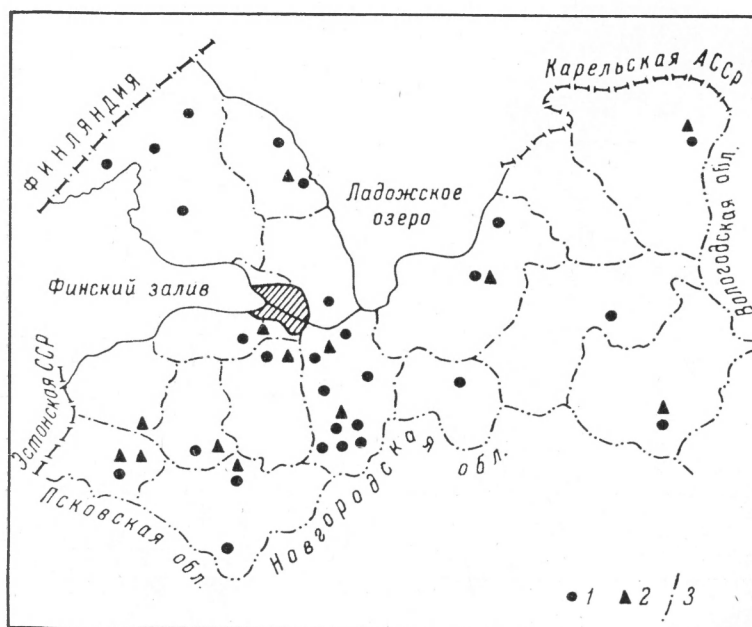 ФИНЛЯНДИЯ
Карельская АССР
Ладожское
озеро
Вологодская обл.
Финский залив
Эстонская ССР
Псковская обл.
Новгородская обл.
1 2 3